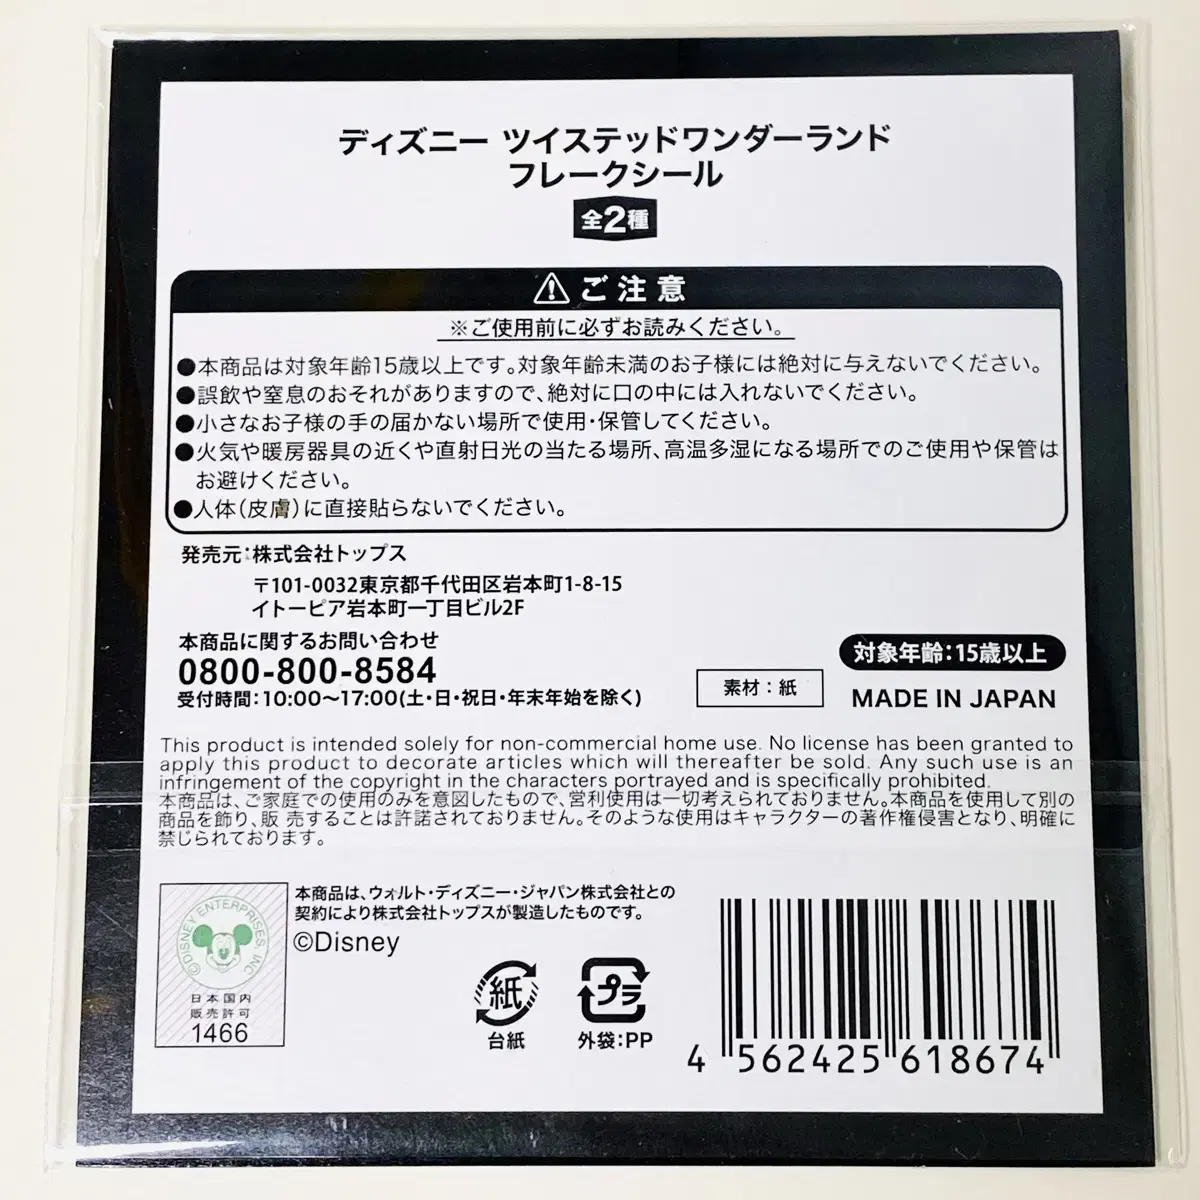 ディズニー ツイステッドワンダーランド
フレークシール
全2種
⚠ご注意
※ご使用前に必ずお読みください。
●本商品は対象年齢15歳以上です。対象年齢未満のお子様には絶対に与えないでください。
●誤飲や窒息のおそれがありますので、絶対に口の中には入れないでください。
●小さなお子様の手の届かない場所で使用・保管してください。
●火気や暖房器具の近くや直射日光の当たる場所、高温多湿になる場所でのご使用や保管は
お避けください。
●人体(皮膚)に直接貼らないでください。
発売元:株式会社トップス
〒101-0032東京都千代田区岩本町1-8-15
イトーピア岩本町一丁目ビル2F
本商品に関するお問い合わせ
0800-800-8584
受付時間:10:00〜17:00(土・日・祝日・年末年始を除く)
素材:紙
対象年齢:15歳以上
MADE IN JAPAN
This product is intended solely for non-commercial home use. No license has been granted to
apply this product to decorate articles which will thereafter be sold. Any such use is an
infringement of the copyright in the characters portrayed and is specifically prohibited.
本商品は、ご家庭での使用のみを意図したもので、営利使用は一切考えられておりません。本商品を使用して別の
商品を飾り、販 売することは許諾されておりません。そのような使用はキャラクターの著作権侵害となり、明確に
禁じられております。
©DISNEY ENTERPRISES, INC
日本国内
販売許可
1466
本商品は、ウォルト・ディズニー・ジャパン株式会社との
契約により株式会社トップスが製造したものです。
©Disney
紙
台紙
プラ
外袋:PP
4 562425 618674